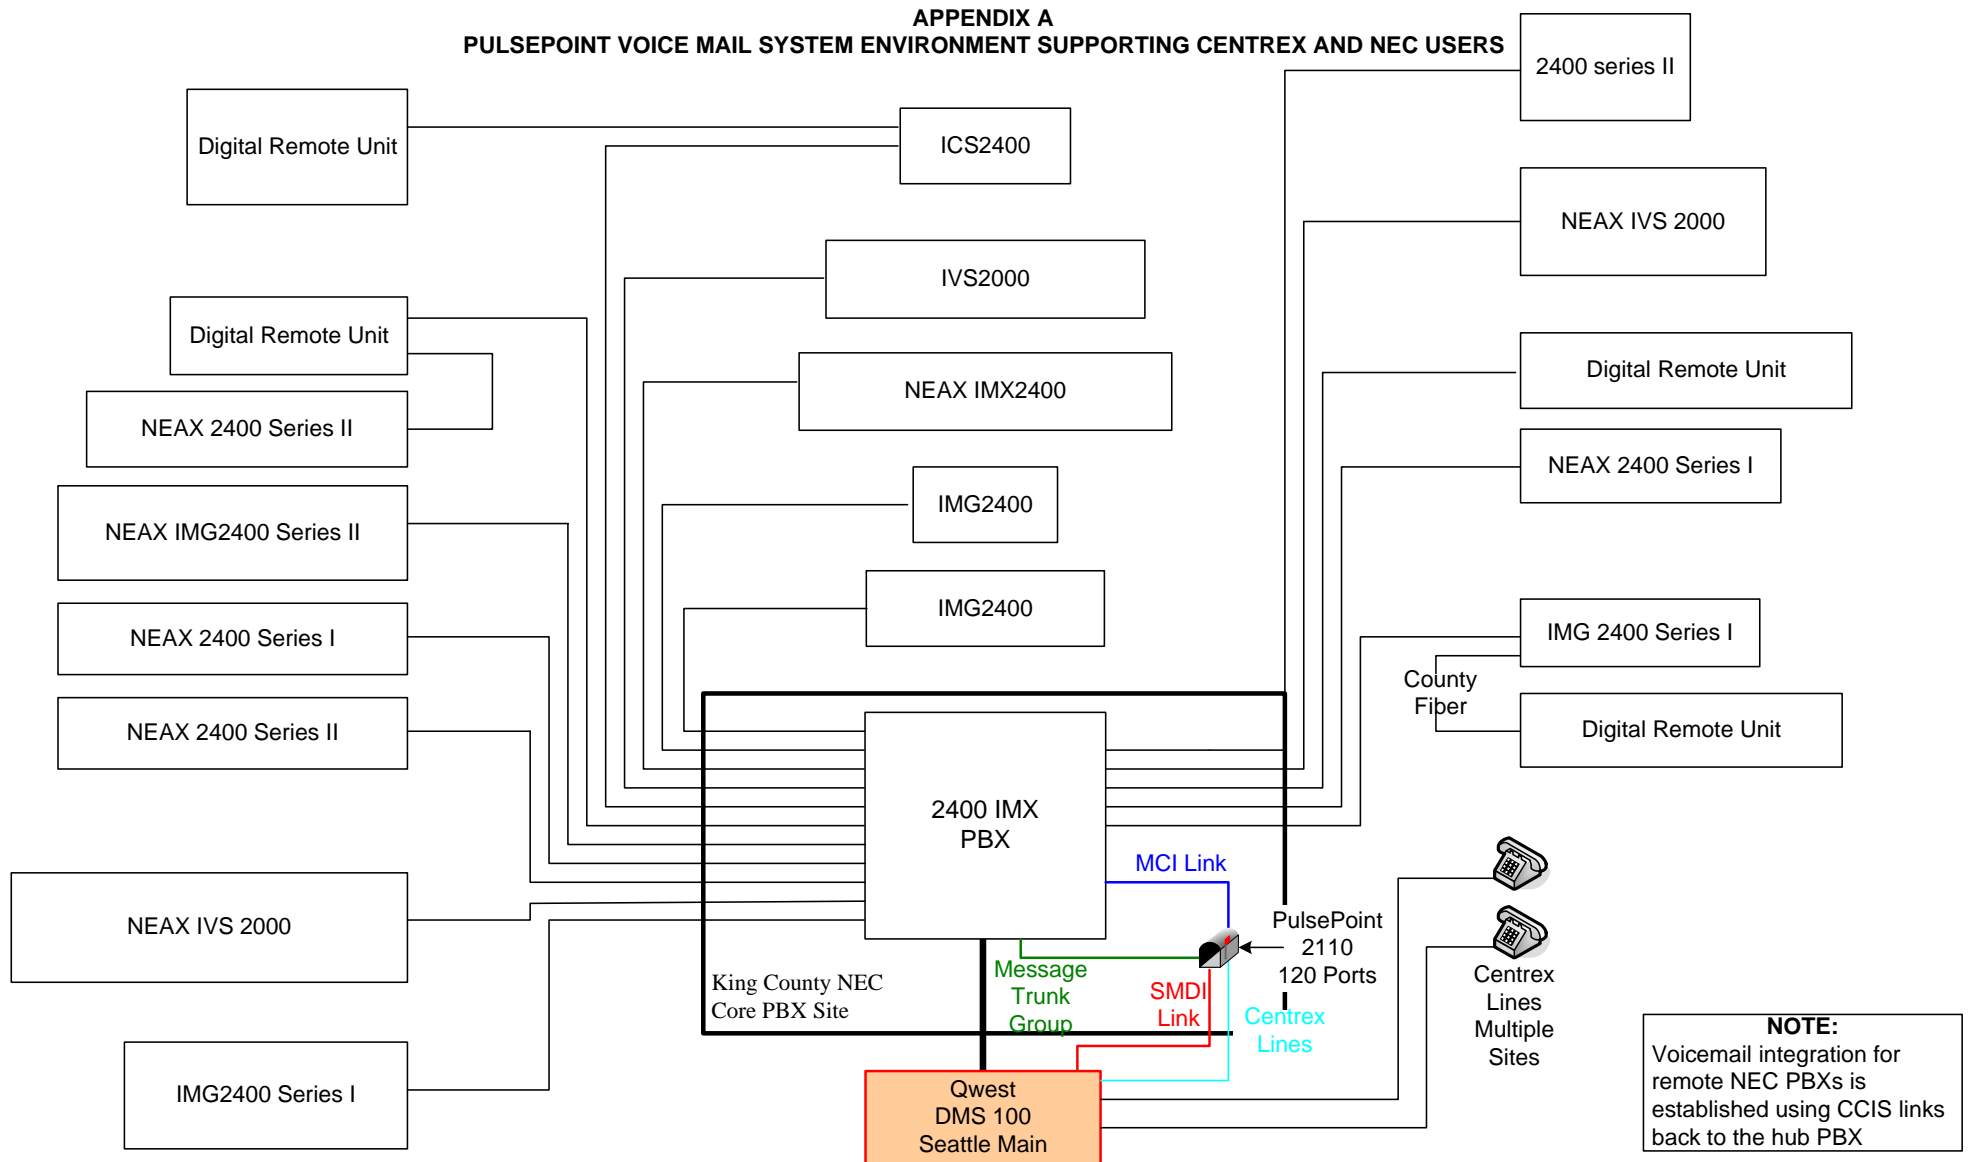 APPENDIX A
PULSEPOINT VOICE MAIL SYSTEM ENVIRONMENT SUPPORTING CENTREX AND NEC USERS
2400 series II
Digital Remote Unit
ICS2400
NEAX IVS 2000
IVS2000
Digital Remote Unit
Digital Remote Unit
NEAX IMX2400
NEAX 2400 Series II
NEAX 2400 Series I
IMG2400
NEAX IMG2400 Series II
IMG2400
NEAX 2400 Series I
IMG 2400 Series I
County
Fiber
NEAX 2400 Series II
Digital Remote Unit
2400 IMX
PBX
MCI Link
NEAX IVS 2000
PulsePoint
2110
120 Ports
King County NEC
Core PBX Site
Message
Trunk
Group
SMDI
Link
Centrex
Lines
Centrex
Lines
Multiple
Sites
IMG2400 Series I
Qwest
DMS 100
Seattle Main
NOTE:
Voicemail integration for
remote NEC PBXs is
established using CCIS links
back to the hub PBX